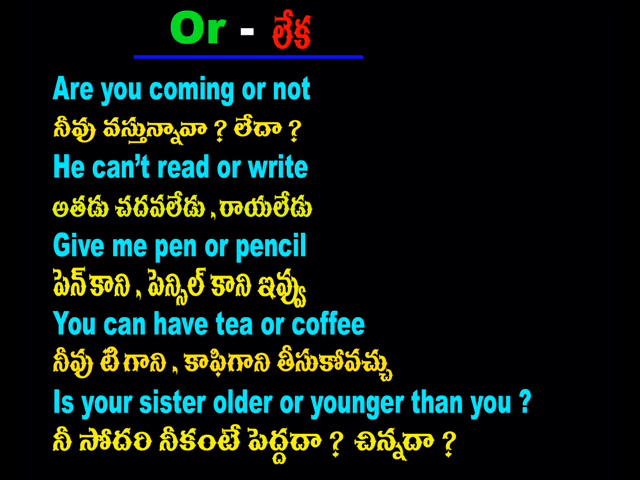 Or - లేక
Are you coming or not
నీవు వస్తున్నావా ? లేదా ?
He can't read or write
అతడు చదవలేడు , రాయలేడు
Give me pen or pencil
పెన్ కాని , పెన్సిల్ కాని ఇవ్వు
You can have tea or coffee
నీవు టి గాని , కాఫిగాని తీసుకోవచ్చు
Is your sister older or younger than you ?
నీ సోదరి నీకంటే పెద్దదా ? చిన్నదా ?